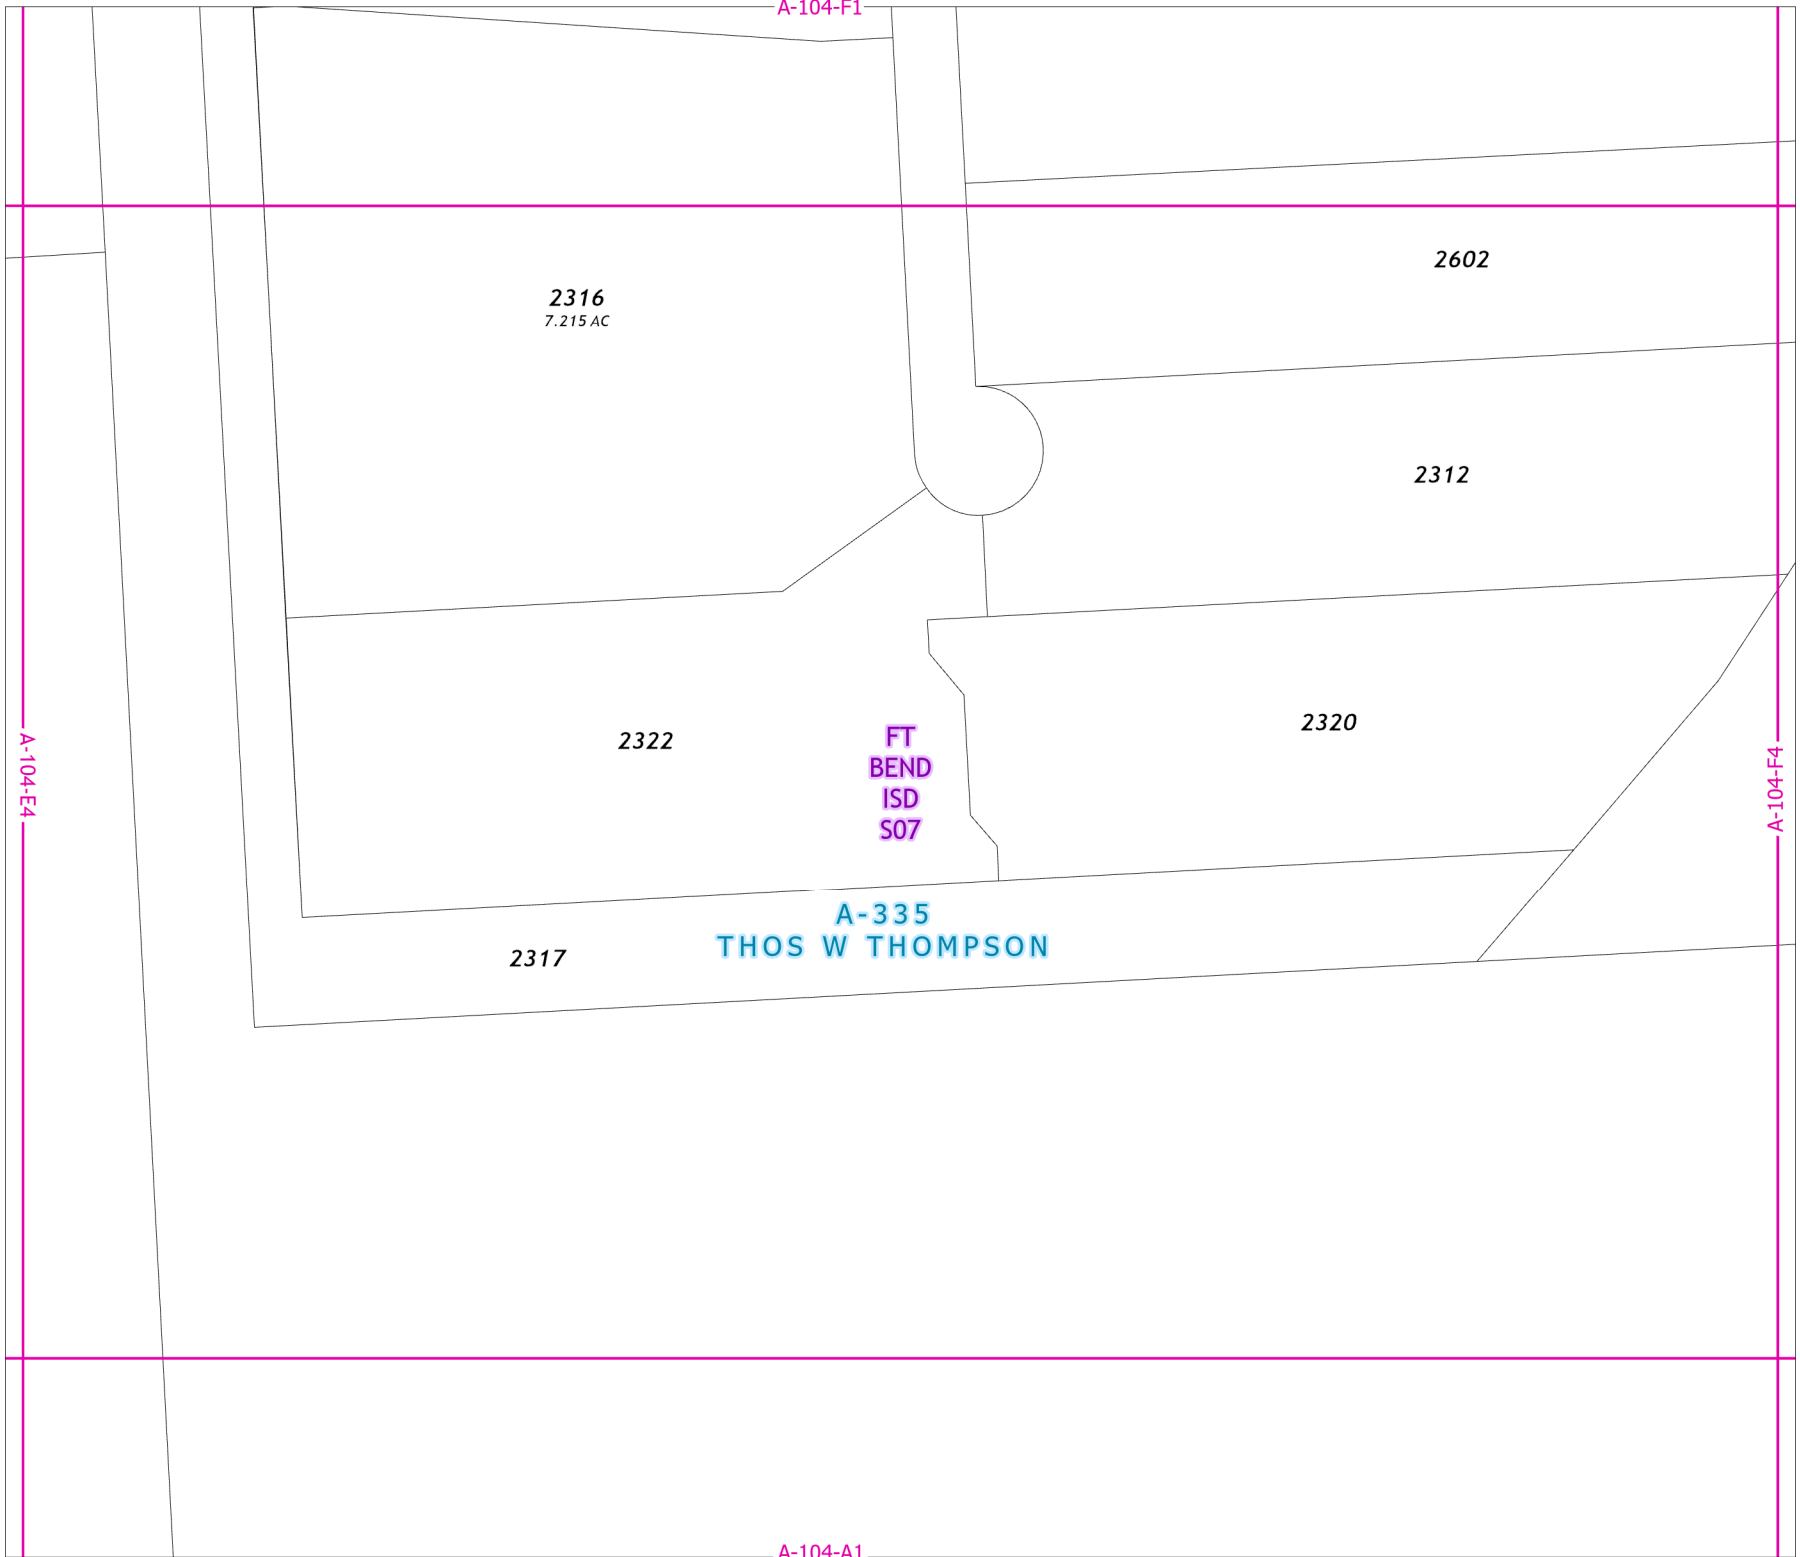 A-104-F1
2602
2316
7.215 AC
2312
2320
2322
FT
BEND
ISD
S07
A-104-E4
A-104-F4
A-335
THOS W THOMPSON
2317
A-104-A1